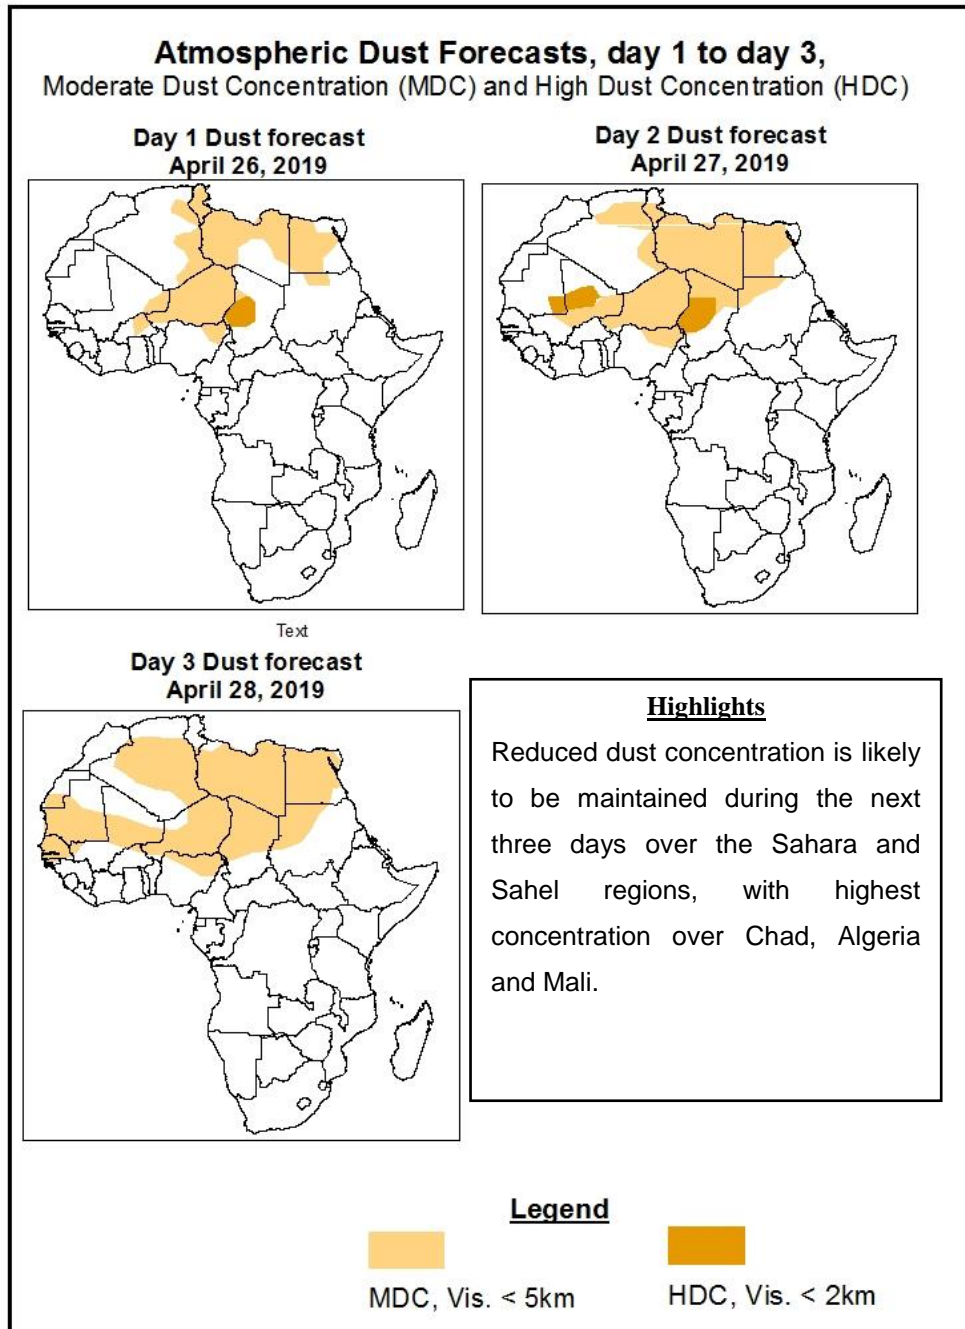 Atmospheric Dust Forecasts, day 1 to day 3,
Moderate Dust Concentration (MDC) and High Dust Concentration (HDC)
Day 1 Dust forecast
April 26, 2019
Day 2 Dust forecast
April 27, 2019
Text
Day 3 Dust forecast
April 28, 2019
Highlights
Reduced dust concentration is likely
to be maintained during the next
three days over the Sahara and
Sahel regions, with highest
concentration over Chad, Algeria
and Mali.
Legend
MDC, Vis. < 5km
HDC, Vis. < 2km